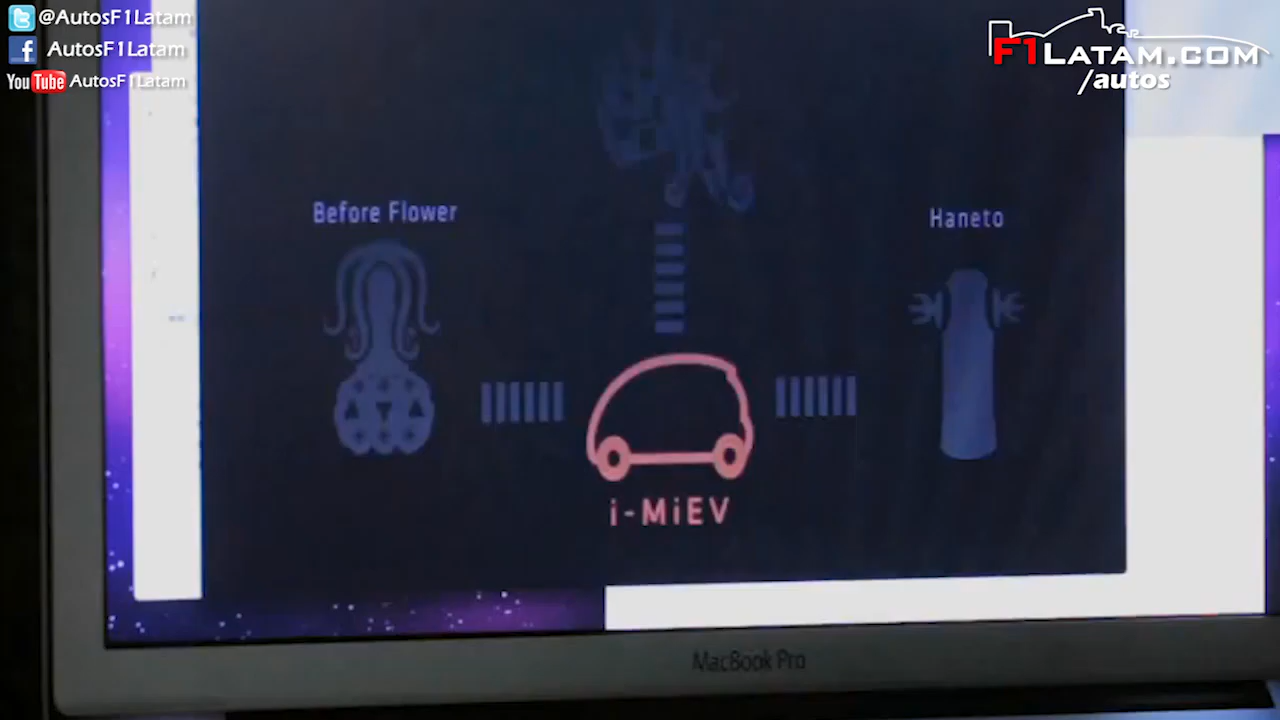 @AutosF1Latam
AutosF1Latam
YouTube AutosF1Latam
F1LATAM.COM
/autos
Before Flower
Haneto
i-MiEV
MacBook Pro